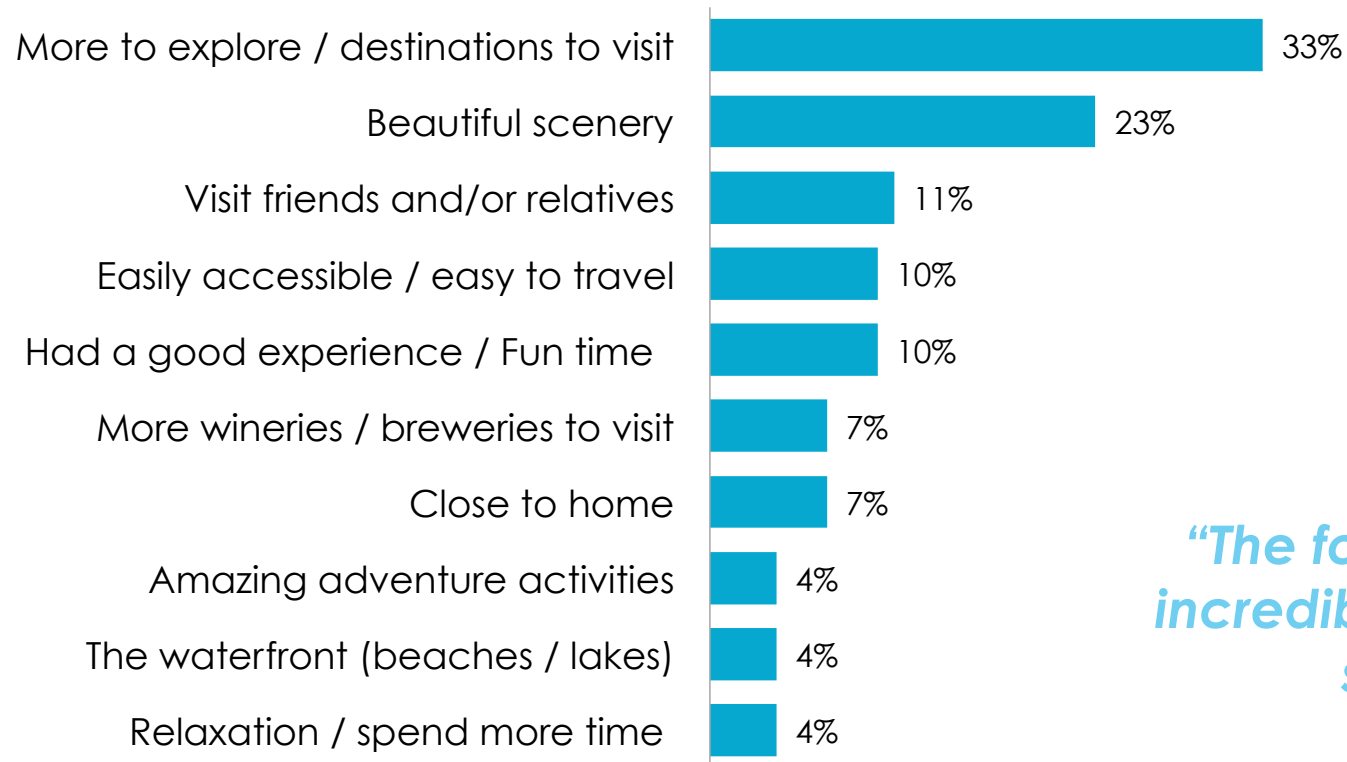 More to explore / destinations to visit 33%
Beautiful scenery 23%
Visit friends and/or relatives 11%
Easily accessible / easy to travel 10%
Had a good experience / Fun time 10%
More wineries / breweries to visit 7%
Close to home 7%
Amazing adventure activities 4%
The waterfront (beaches / lakes) 4%
Relaxation / spend more time 4%
“The